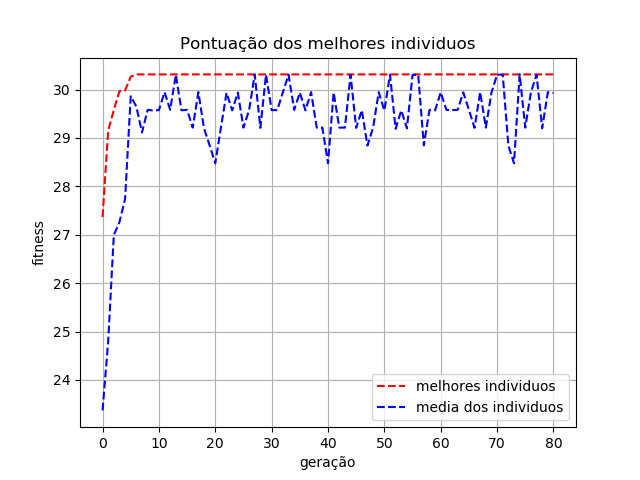 Pontuação dos melhores individuos
30
29
28
27
26
25
24
fitness
0 10 20 30 40 50 60 70 80
geração
melhores individuos
media dos individuos